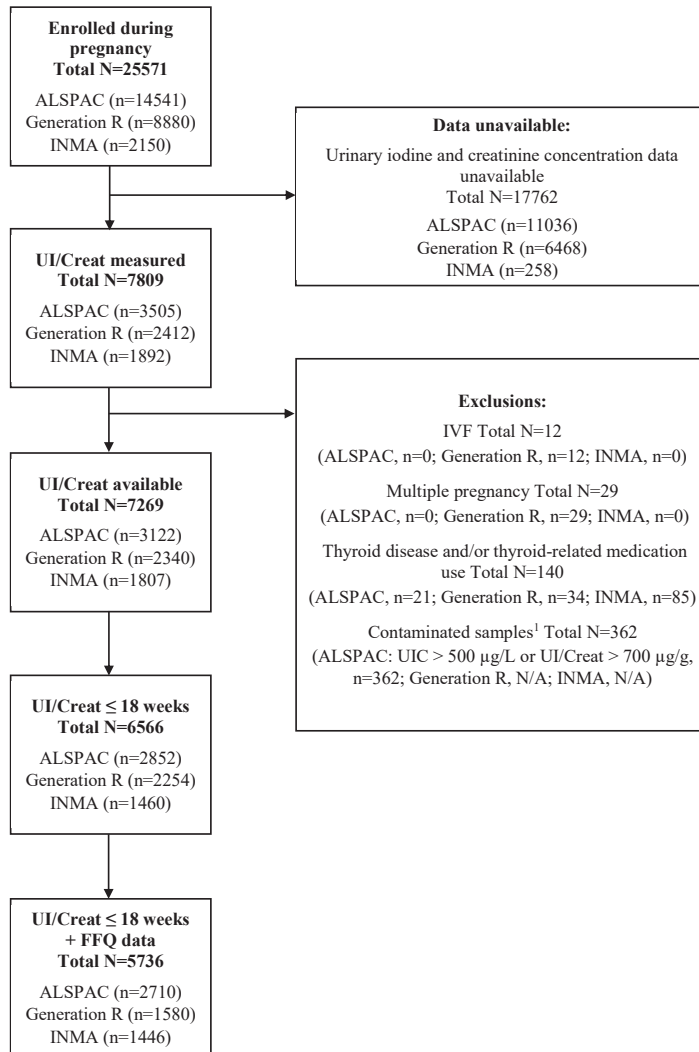 Enrolled during
pregnancy
Total N=25571
ALSPAC (n=14541)
Generation R (n=8880)
INMA (n=2150)
Data unavailable:
Urinary iodine and creatinine concentration data
unavailable
Total N=17762
ALSPAC (n=11036)
Generation R (n=6468)
INMA (n=258)
UI/Creat measured
Total N=7809
ALSPAC (n=3505)
Generation R (n=2412)
INMA (n=1892)
Exclusions:
IVF Total N=12
(ALSPAC, n=0; Generation R, n=12; INMA, n=0)
Multiple pregnancy Total N=29
(ALSPAC, n=0; Generation R, n=29; INMA, n=0)
Thyroid disease and/or thyroid-related medication
use Total N=140
(ALSPAC, n=21; Generation R, n=34; INMA, n=85)
Contaminated samples¹ Total N=362
(ALSPAC: UIC > 500 µg/L or UI/Creat > 700 µg/g,
n=362; Generation R, N/A; INMA, N/A)
UI/Creat available
Total N=7269
ALSPAC (n=3122)
Generation R (n=2340)
INMA (n=1807)
UI/Creat ≤ 18 weeks
Total N=6566
ALSPAC (n=2852)
Generation R (n=2254)
INMA (n=1460)
UI/Creat ≤ 18 weeks
+ FFQ data
Total N=5736
ALSPAC (n=2710)
Generation R (n=1580)
INMA (n=1446)